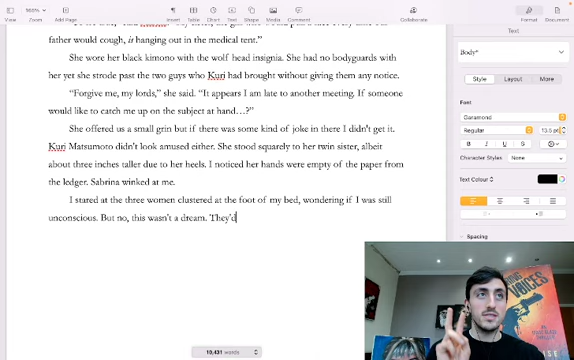 View
Zoom
Add Page
Insert
Table
Chart
Text
Shape
Media
Comment
Collaborate
Format
Document
father would cough, it hanging out in the medical tent.”
She wore her black kimono with the wolf head insignia. She had no bodyguards with
her yet she strode past the two guys who Kuri had brought without giving them any notice.
“Forgive me, my lords,” she said. “It appears I am late to another meeting. If someone
would like to catch me up on the subject at hand…?”
She offered us a small grin but if there was some kind of joke in there I didn’t get it.
Kuri Matsumoto didn’t look amused either. She stood squarely to her twin sister, albeit
about three inches taller due to her heels. I noticed her hands were empty of the paper from
the ledger. Sabrina winked at me.
I stared at the three women clustered at the foot of my bed, wondering if I was still
unconscious. But no, this wasn’t a dream. They’d
10,431 words
Text
Body*
Style
Layout
More
Font
Garamond
Regular
13.5 pt
B I U S
Character Styles
None
Text Colour
Spacing
VOICES